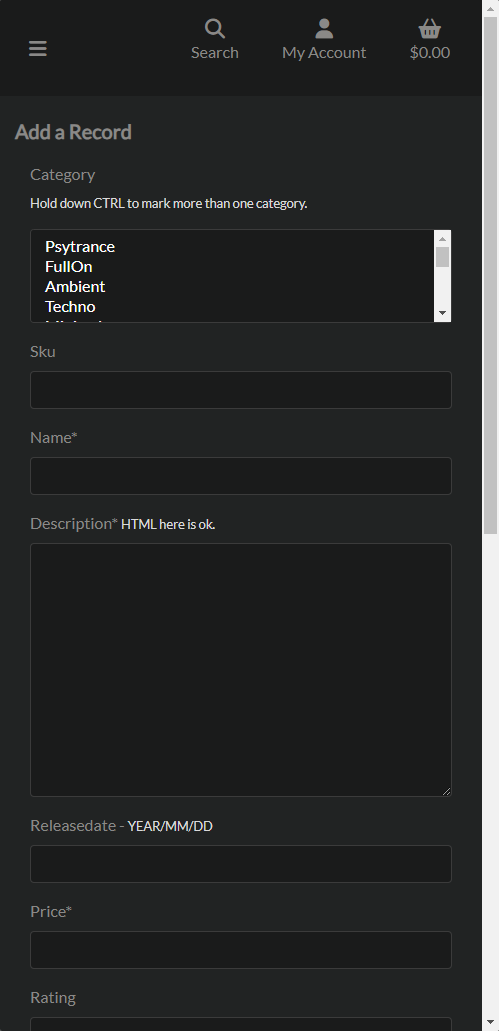 Search
My Account
$0.00
Add a Record
Category
Hold down CTRL to mark more than one category.
Psytrance
FullOn
Ambient
Techno
Sku
Name*
Description* HTML here is ok.
Releasedate - YEAR/MM/DD
Price*
Rating